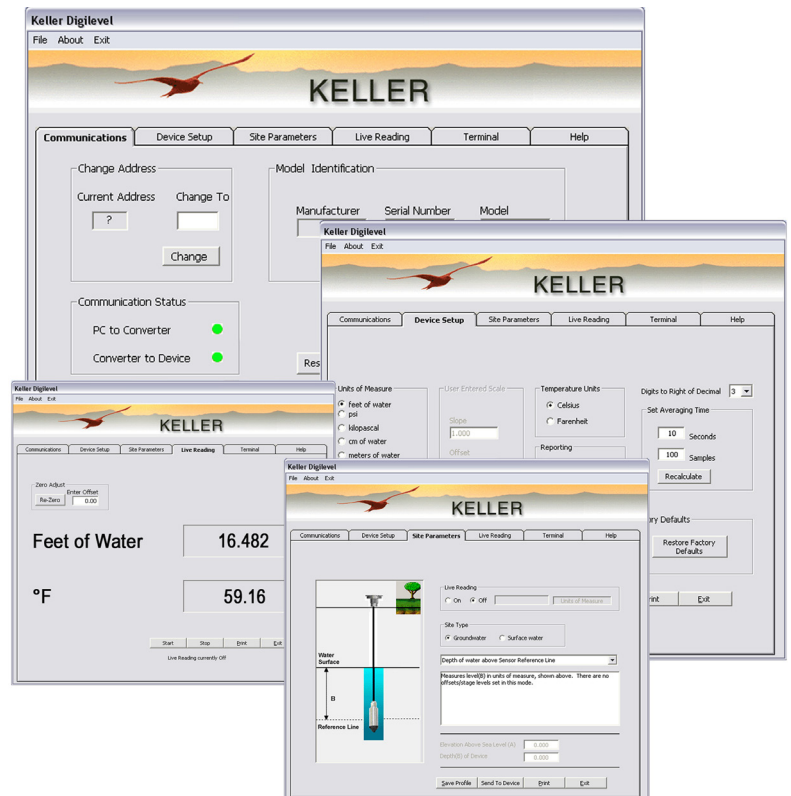 Keller Digilevel
File About Exit
KELLER
Communications Device Setup Site Parameters Live Reading Terminal Help
Change Address
Current Address Change To
?
Change
Model Identification
Manufacturer Serial Number Model
Communication Status
PC to Converter
Converter to Device
Res
Keller Digilevel
File About Exit
KELLER
Communications Device Setup Site Parameters Live Reading Terminal Help
Units of Measure
feet of water
psi
kilopascal
cm of water
meters of water
User Entered Scale
Slope
1.000
Offset
Temperature Units
Celsius
Farenheit
Reporting
Digits to Right of Decimal 3
Set Averaging Time
10 Seconds
100 Samples
Recalculate
ory Defaults
Restore Factory
Defaults
rint Exit
Keller Digilevel
File About Exit
KELLER
Communications Device Setup Site Parameters Live Reading Terminal Help
Zero Adjust
Re-Zero
Enter Offset
0.00
Feet of Water 16.482
°F 59.16
Start Stop Print Exit
Live Reading currently Off
Keller Digilevel
File About Exit
KELLER
Communications Device Setup Site Parameters Live Reading Terminal Help
Water
Surface
B
Reference Line
Live Reading
On Off Units of Measure
Site Type
Groundwater Surface water
Depth of water above Sensor Reference Line
Measures level(B) in units of measure, shown above. There are no
offsets/stage levels set in this mode.
Elevation Above Sea Level (A) 0.000
Depth(B) of Device 0.000
Save Profile Send To Device Print Exit